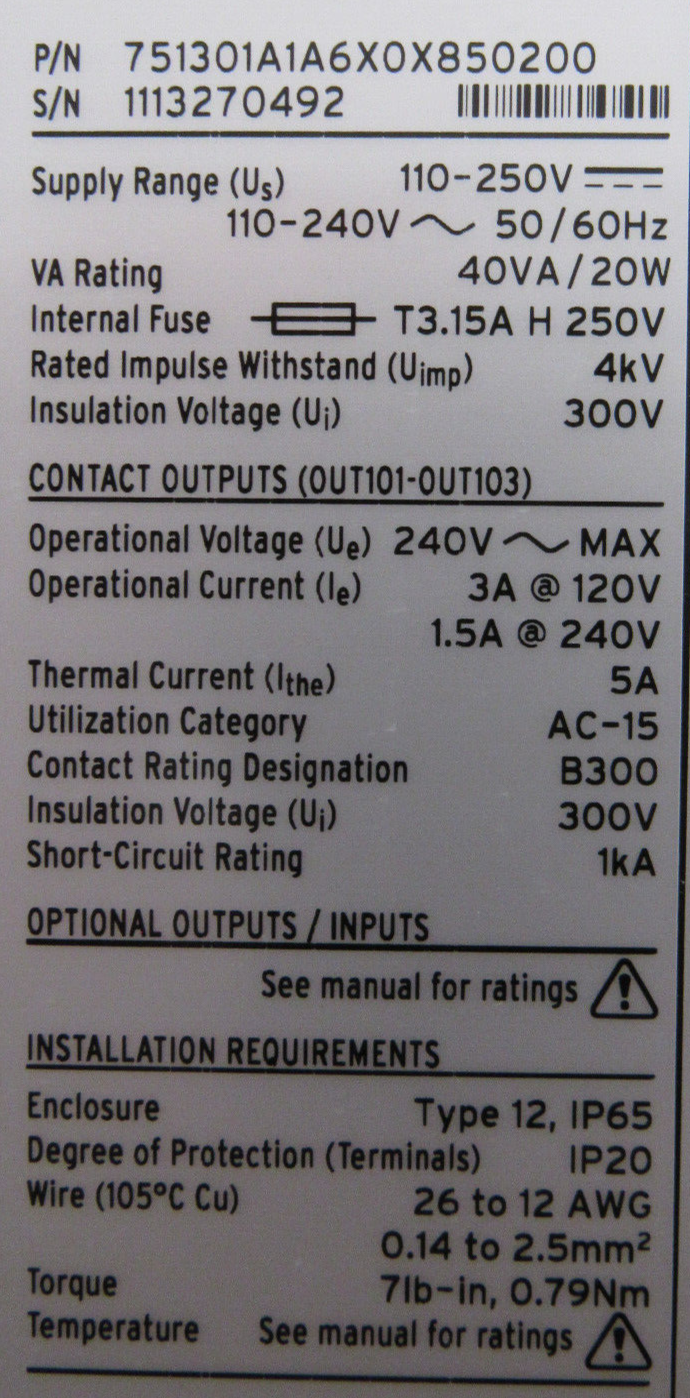 P/N 751301A1A6X0X850200
S/N 1113270492
Supply Range (Us) 110-250V ⎓
110-240V ∼ 50/60Hz
VA Rating 40VA/20W
Internal Fuse T3.15A H 250V
Rated Impulse Withstand (Uimp) 4kV
Insulation Voltage (Ui) 300V
CONTACT OUTPUTS (OUT101-OUT103)
Operational Voltage (Ue) 240V ∼ MAX
Operational Current (Ie) 3A @ 120V
1.5A @ 240V
Thermal Current (Ithe) 5A
Utilization Category AC-15
Contact Rating Designation B300
Insulation Voltage (Ui) 300V
Short-Circuit Rating 1kA
OPTIONAL OUTPUTS / INPUTS
See manual for ratings
INSTALLATION REQUIREMENTS
Enclosure Type 12, IP65
Degree of Protection (Terminals) IP20
Wire (105°C Cu) 26 to 12 AWG
0.14 to 2.5mm²
Torque 7lb-in, 0.79Nm
Temperature See manual for ratings